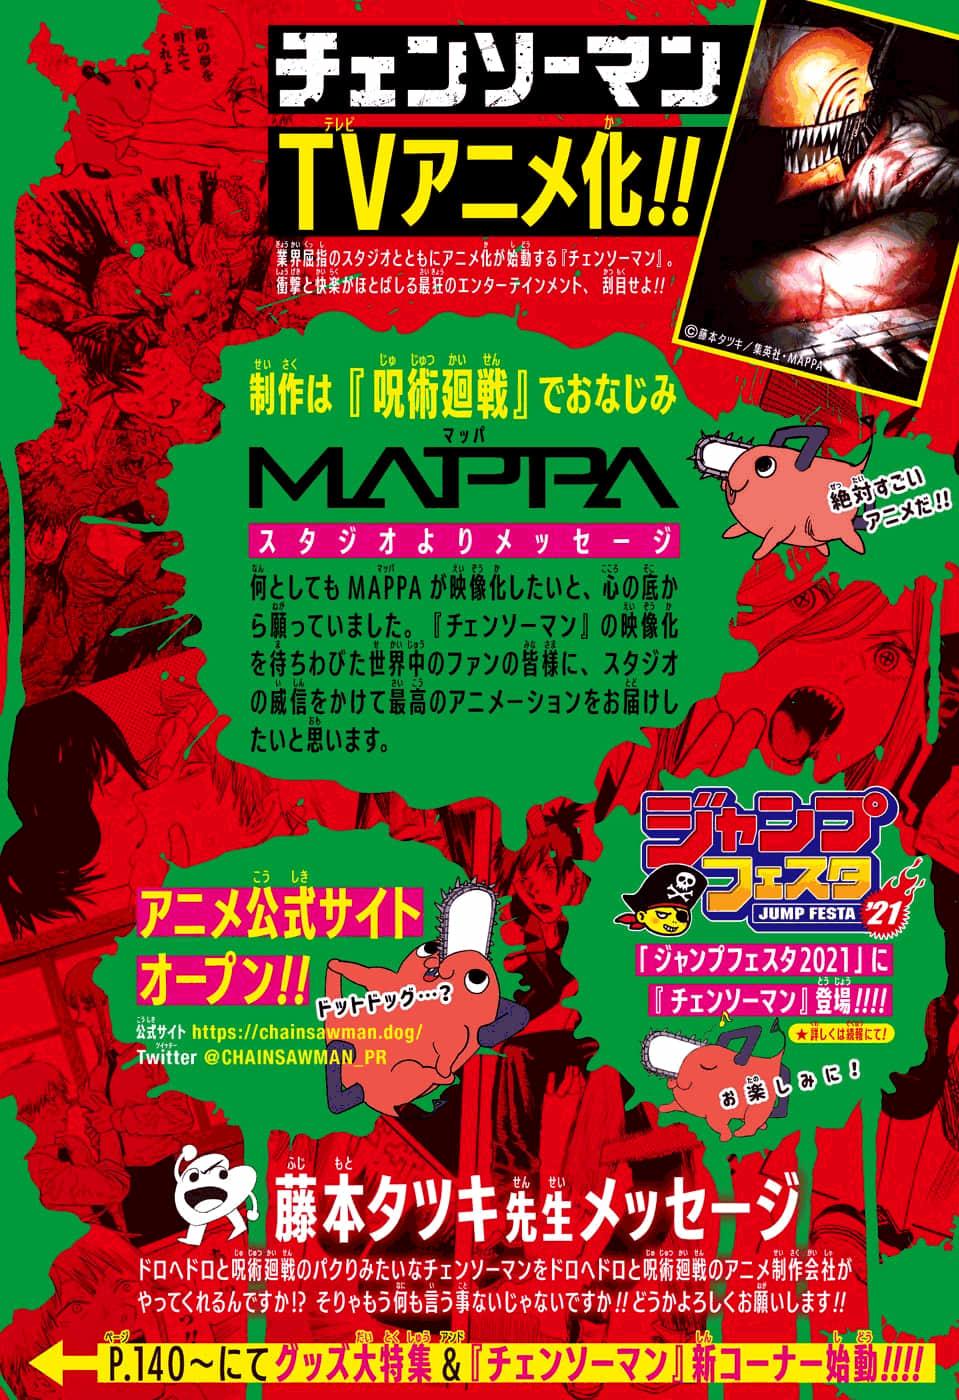 俺の夢を
叶えて
くれよ
チェンソーマン
TVアニメ化!!
業界屈指のスタジオとともにアニメ化が始動する『チェンソーマン』。
衝撃と快楽がほとばしる最狂のエンターテインメント、刮目せよ!!
©藤本タツキ／集英社・MAPPA
制作は『呪術廻戦』でおなじみ
MAPPA
スタジオよりメッセージ
何としてもMAPPAが映像化したいと、心の底か
ら願っていました。『チェンソーマン』の映像化
を待ちわびた世界中のファンの皆様に、スタジオ
の威信をかけて最高のアニメーションをお届けし
たいと思います。
絶対すごい
アニメだ!!
アニメ公式サイト
オープン!!
公式サイト https://chainsawman.dog/
Twitter @CHAINSAWMAN_PR
ドットドッグ…?
ジャンプ
フェスタ
JUMP FESTA '21
「ジャンプフェスタ2021」に
『チェンソーマン』登場!!!!
★詳しくは続報にて!
お楽しみに!
藤本タツキ先生メッセージ
ドロヘドロと呪術廻戦のパクりみたいなチェンソーマンをドロヘドロと呪術廻戦のアニメ制作会社が
やってくれるんですか!? そりゃもう何も言う事ないじゃないですか!! どうかよろしくお願いします!!
P.140〜にてグッズ大特集&『チェンソーマン』新コーナー始動!!!!